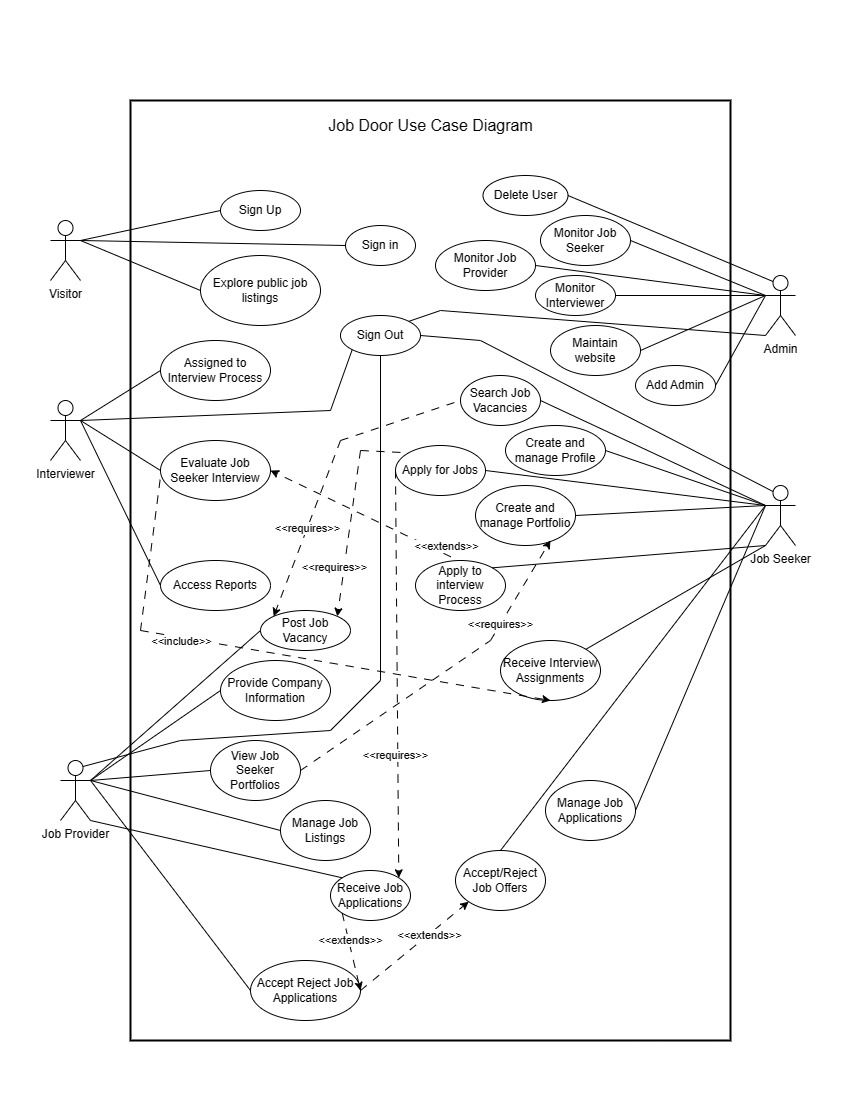 Job Door Use Case Diagram
Delete User
Sign Up
Monitor Job
Seeker
Sign in
Monitor Job
Provider
Visitor
Explore public job
listings
Monitor
Interviewer
Sign Out
Maintain
website
Admin
Assigned to
Interview Process
Add Admin
Search Job
Vacancies
Create and
manage Profile
Interviewer
Evaluate Job
Seeker Interview
Apply for Jobs
Create and
manage Portfolio
<<requires>>
<<extends>>
Job Seeker
<<requires>>
Access Reports
Apply to
interview
Process
Post Job
Vacancy
<<requires>>
<<include>>
Receive Interview
Assignments
Provide Company
Information
<<requires>>
View Job
Seeker
Portfolios
Job Provider
Manage Job
Listings
Manage Job
Applications
Accept/Reject
Job Offers
Receive Job
Applications
<<extends>>
<<extends>>
Accept Reject Job
Applications